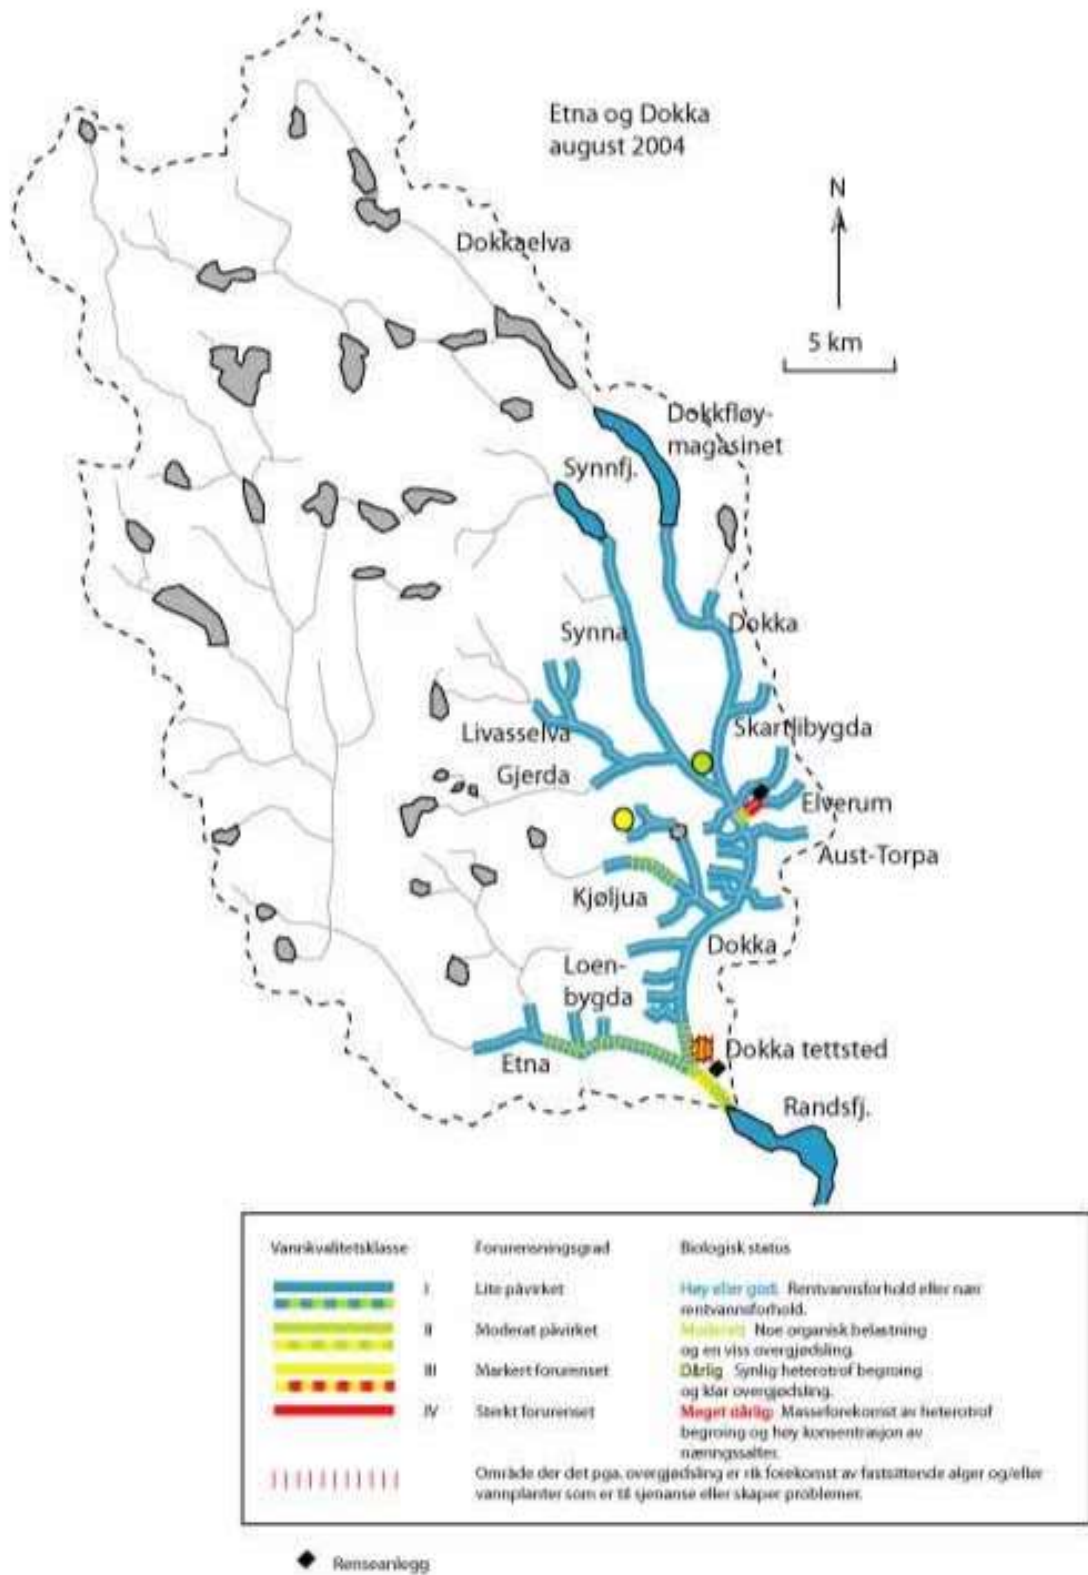 Etna og Dokka
august 2004
N
5 km
Dokkaelva
Dokkfløy-
magasinet
Synnfj.
Synna
Dokka
Livasselva
Skartlibygda
Gjerda
Elverum
Aust-Torpa
Kjøljua
Dokka
Loen-
bygda
Etna
Dokka tettsted
Randsfj.
Vannkvalitetsklasse Forurensningsgrad Biologisk status
I Lite påvirket Høy eller god: Rentvannsforhold eller nær
rentvannsforhold.
II Moderat påvirket Moderat: Noe organisk belastning
og en viss overgjødsling.
III Markert forurenset Dårlig: Synlig heterotrof begroing
og klar overgjødsling.
IV Sterkt forurenset Meget dårlig: Masseforekomst av heterotrof
begroing og høy konsentrasjon av
næringssalter.
Område der det pga. overgjødsling er rik forekomst av fastsittende alger og/eller
vannplanter som er til sjenanse eller skaper problemer.
Renseanlegg